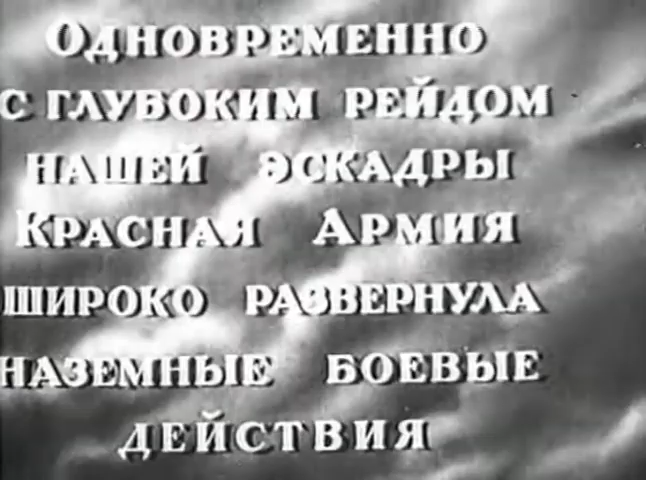 Одновременно
с глубоким рейдом
нашей эскадры
Красная Армия
широко развернула
наземные боевые
действия